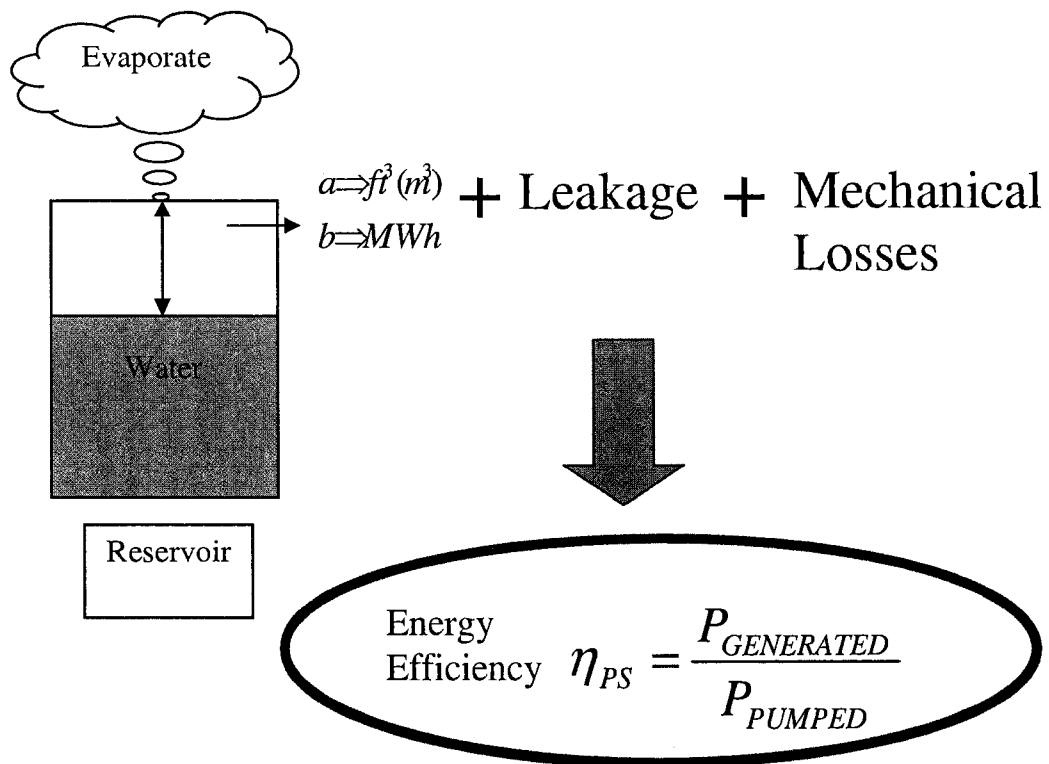 Evaporate
a⇒ft³(m³)
b⇒MWh
+ Leakage + Mechanical
Losses
Water
Reservoir
Energy
Efficiency η_PS = P_GENERATED / P_PUMPED